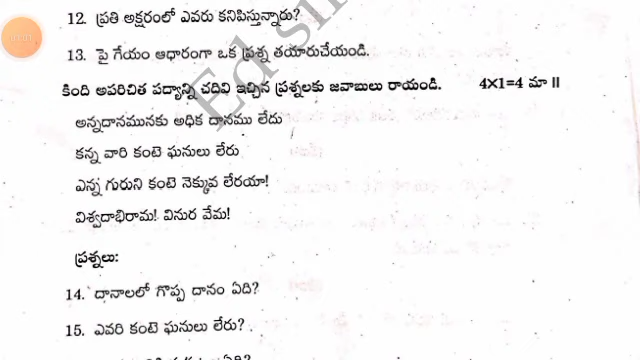 12. ప్రతి అక్షరంలో ఎవరు కనిపిస్తున్నారు?
13. పై గేయం ఆధారంగా ఒక ప్రశ్న తయారుచేయండి.
కింది అపరిచిత పద్యాన్ని చదివి ఇచ్చిన ప్రశ్నలకు జవాబులు రాయండి. 4×1=4 మా॥
అన్నదానమునకు అధిక దానము లేదు
కన్న వారి కంటె ఘనులు లేరు
ఎన్న గురుని కంటె నెక్కువ లేరయా!
విశ్వదాభిరామ! వినుర వేమ!
ప్రశ్నలు:
14. దానాలలో గొప్ప దానం ఏది?
15. ఎవరి కంటె ఘనులు లేరు?